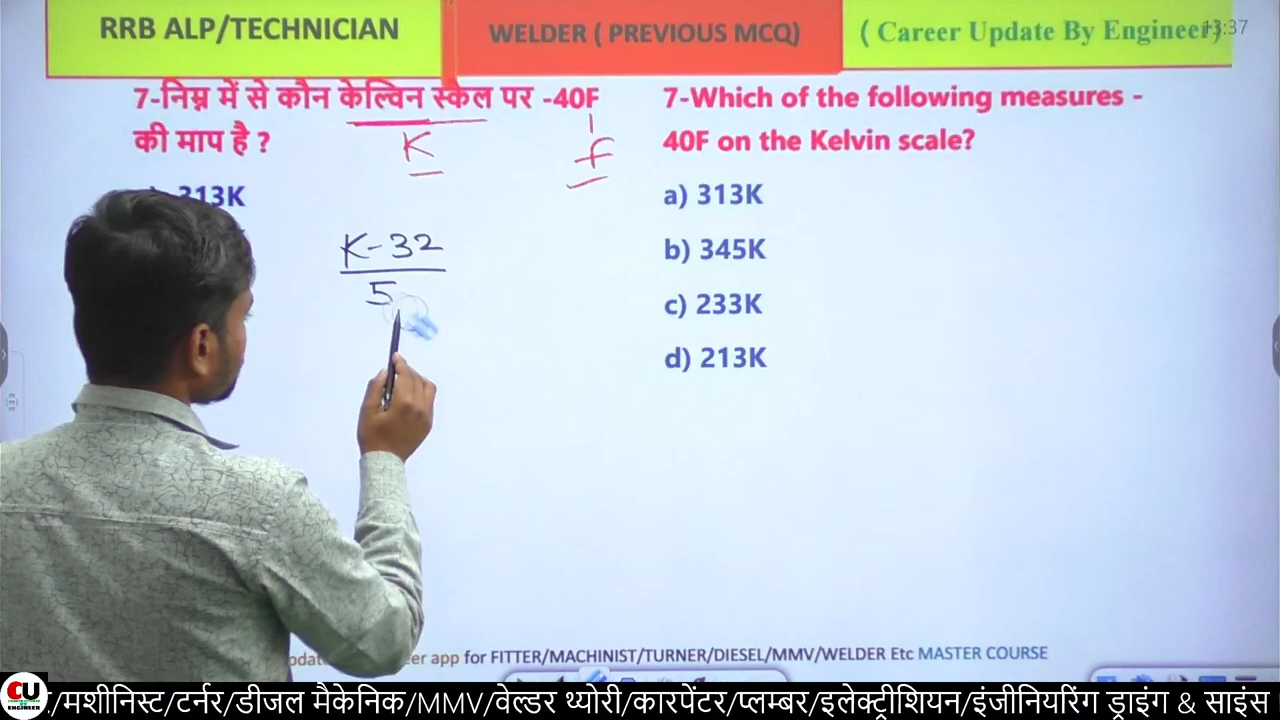 RRB ALP/TECHNICIAN
WELDER ( PREVIOUS MCQ)
( Career Update By Engineer)
13:37
7-निम्न में से कौन केल्विन स्केल पर -40F
की माप है ?
K
F
313K
K-32
5
7-Which of the following measures -
40F on the Kelvin scale?
a) 313K
b) 345K
c) 233K
d) 213K
app for FITTER/MACHINIST/TURNER/DIESEL/MMV/WELDER Etc MASTER COURSE
CU
ENGINEER
/मशीनिस्ट/टर्नर/डीजल मैकेनिक/MMV/वेल्डर थ्योरी/कारपेंटर/प्लम्बर/इलेक्ट्रीशियन/इंजीनियरिंग ड्राइंग & साइंस